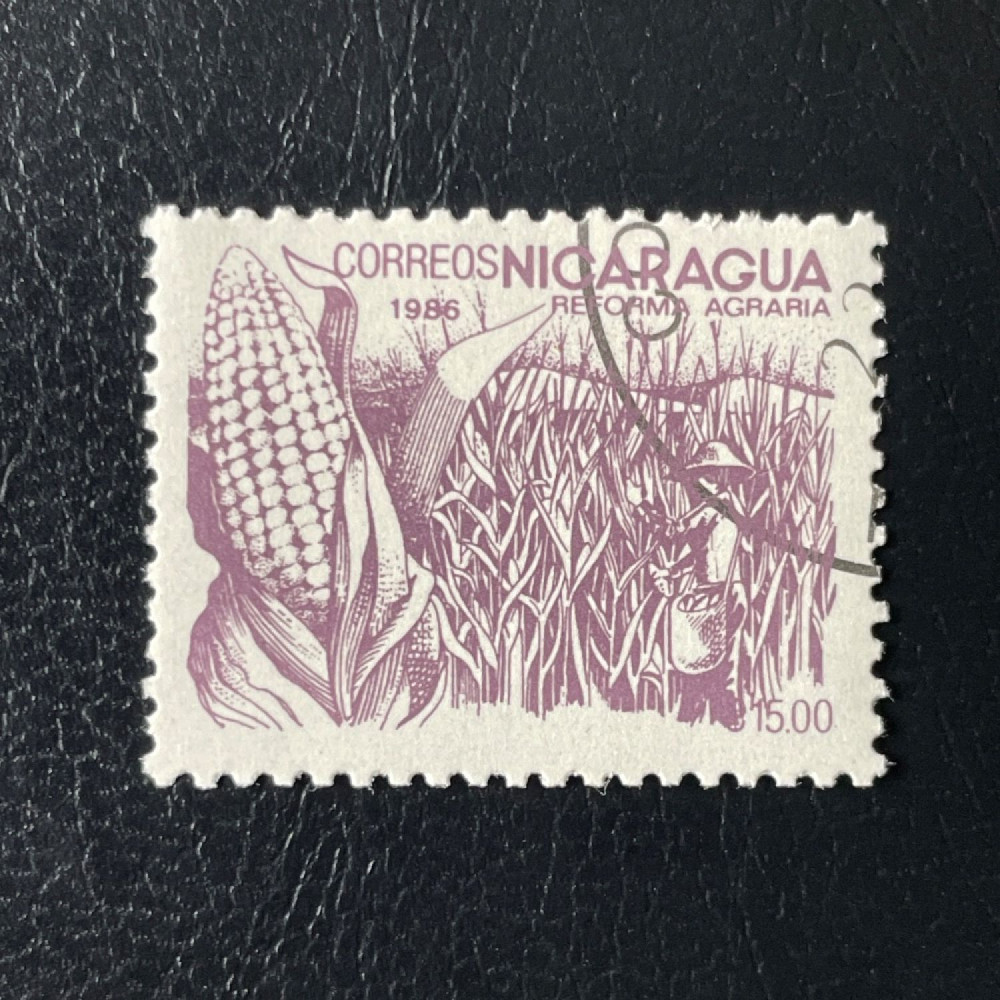 CORREOS NICARAGUA
1986 REFORMA AGRARIA
15.00